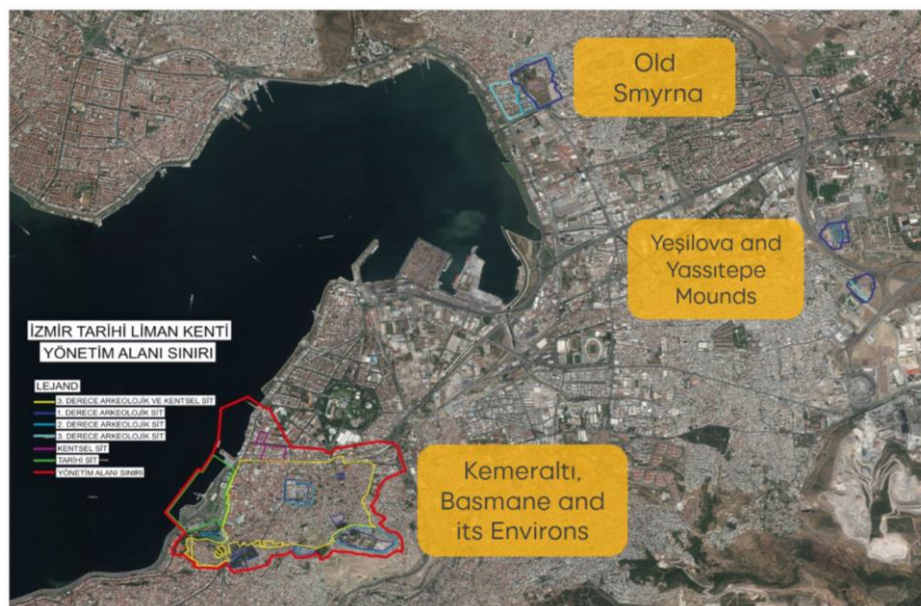 Old
Smyrna
Yeşilova and
Yassıtepe
Mounds
İZMİR TARİHİ LİMAN KENTİ
YÖNETİM ALANI SINIRI
LEJAND
3. DERECE ARKEOLOJİK VE KENTSEL SİT
1. DERECE ARKEOLOJİK SİT
2. DERECE ARKEOLOJİK SİT
3. DERECE ARKEOLOJİK SİT
KENTSEL SİT
TARİHİ SİT
YÖNETİM ALANI SINIRI
Kemeraltı,
Basmane and
its Environs